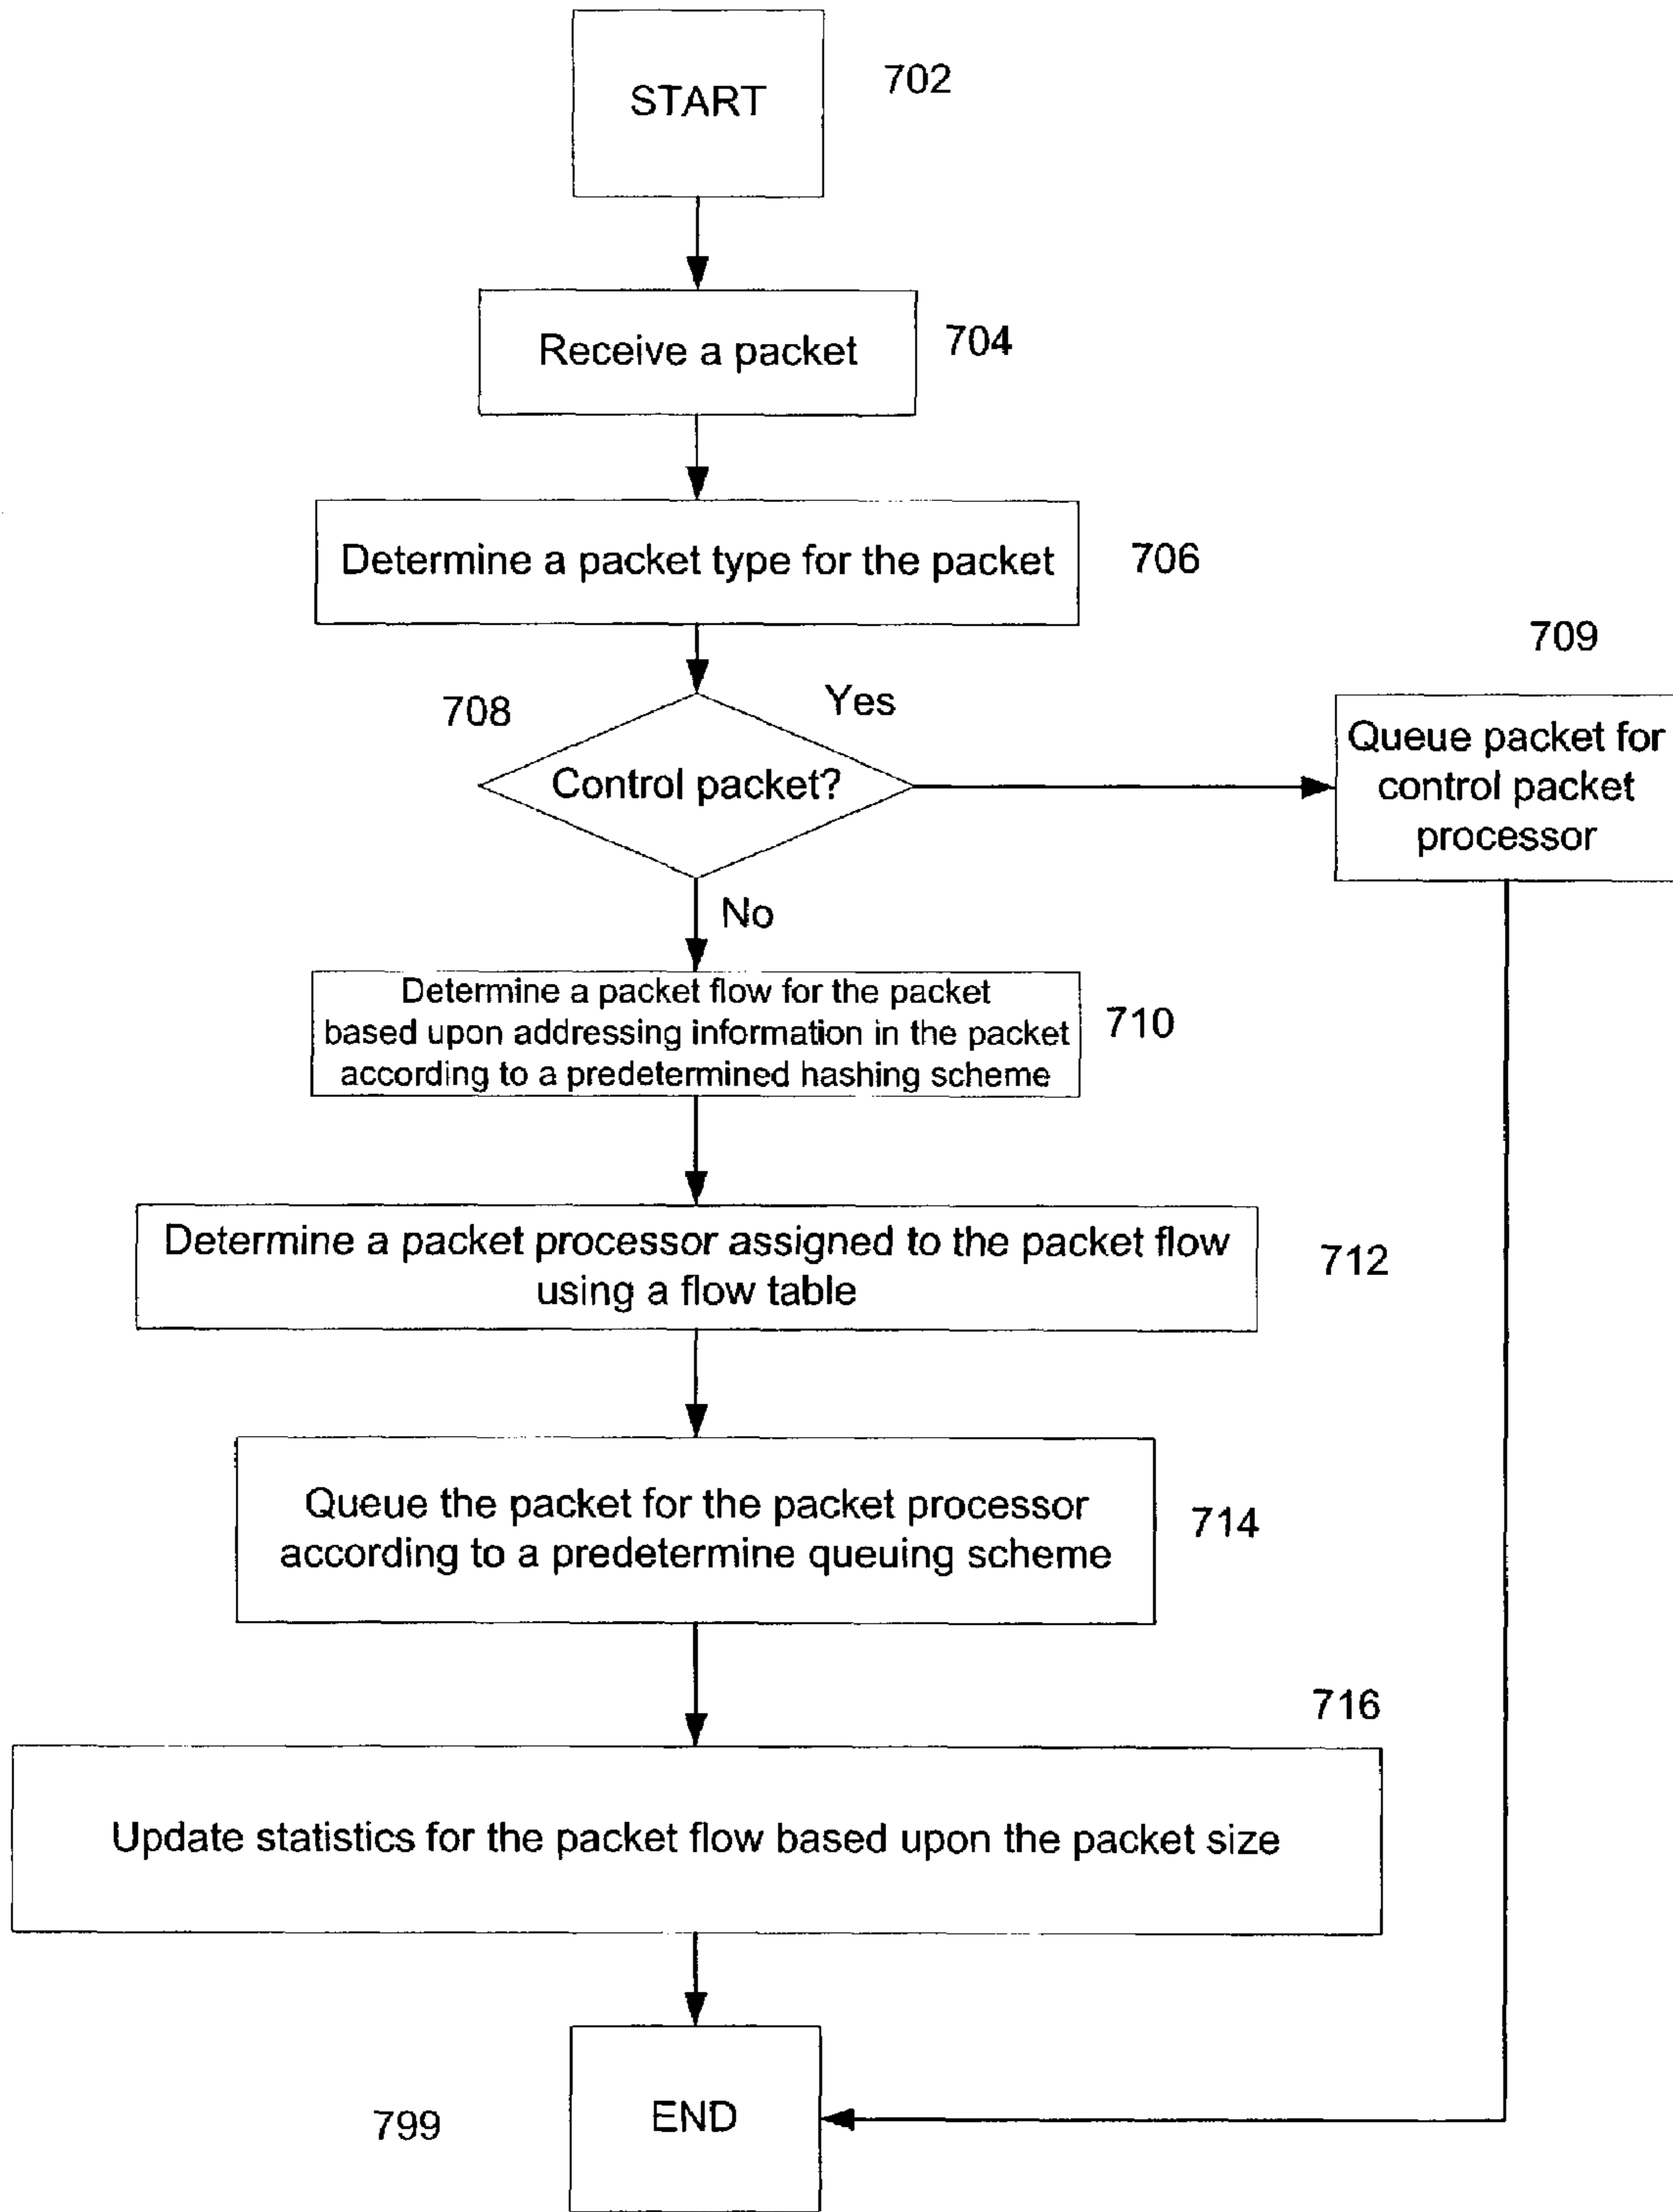 START
702
Receive a packet
704
Determine a packet type for the packet
706
708
Control packet?
Yes
709
Queue packet for
control packet
processor
No
Determine a packet flow for the packet
based upon addressing information in the packet
according to a predetermined hashing scheme
710
Determine a packet processor assigned to the packet flow
using a flow table
712
Queue the packet for the packet processor
according to a predetermine queuing scheme
714
716
Update statistics for the packet flow based upon the packet size
799
END